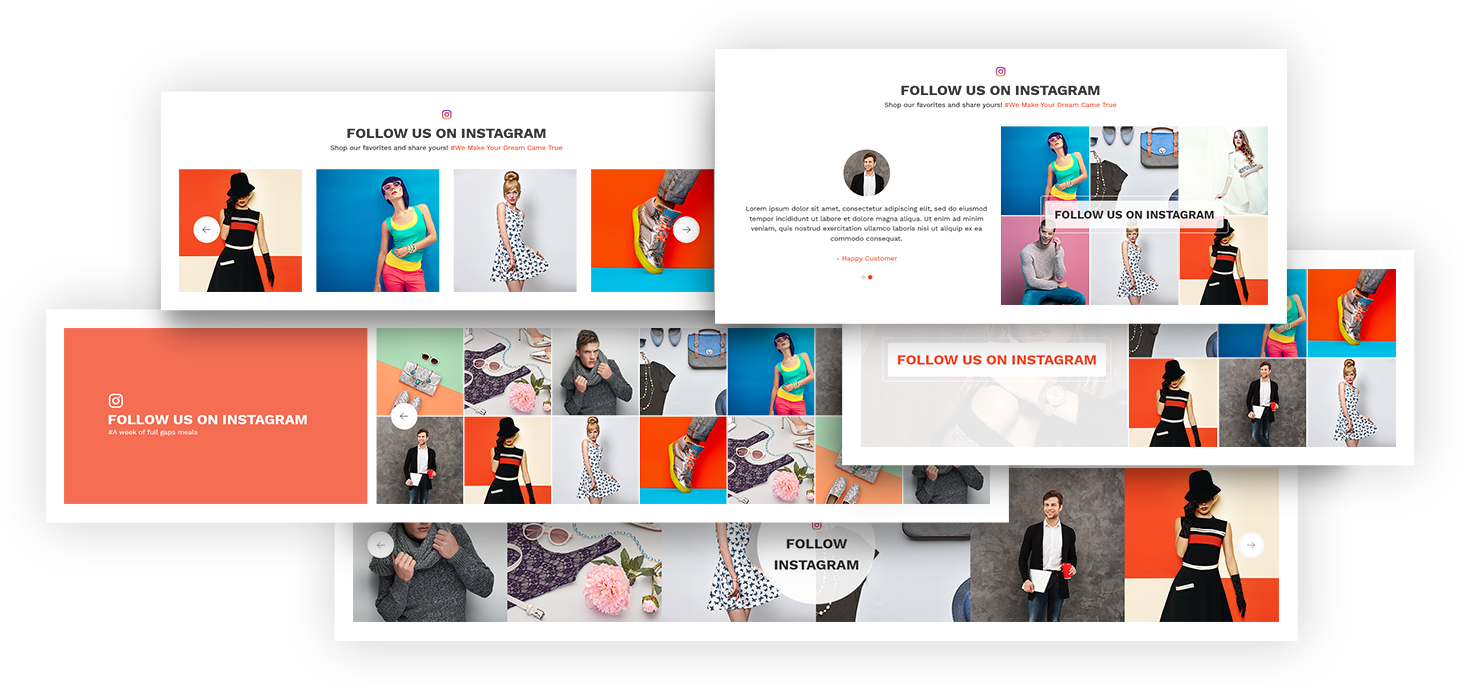 FOLLOW US ON INSTAGRAM
Shop our favorites and share yours! #We Make Your Dream Came True
FOLLOW US ON INSTAGRAM
Shop our favorites and share yours! #We Make Your Dream Came True
Lorem ipsum dolor sit amet, consectetur adipiscing elit, sed do eiusmod
tempor incididunt ut labore et dolore magna aliqua. Ut enim ad minim
veniam, quis nostrud exercitation ullamco laboris nisi ut aliquip ex ea
commodo consequat.
- Happy Customer
FOLLOW US ON INSTAGRAM
FOLLOW US ON INSTAGRAM
#A week of full gaps meals
FOLLOW US ON INSTAGRAM
FOLLOW
INSTAGRAM